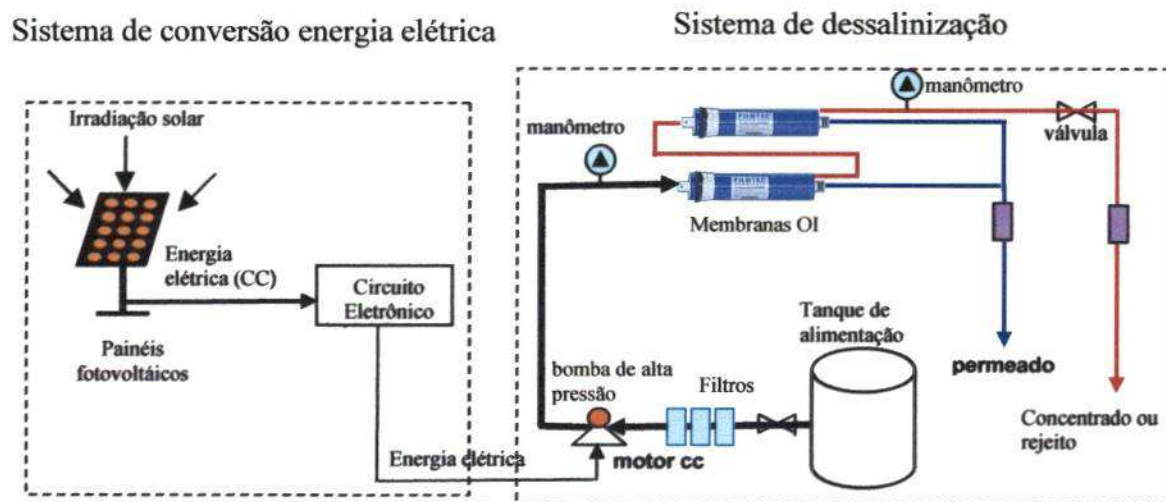 Sistema de conversão energia elétrica
Sistema de dessalinização
Irradiação solar
Energia
elétrica (CC)
Circuito
Eletrônico
Painéis
fotovoltáicos
Energia elétrica
manômetro
manômetro
válvula
Membranas OI
Tanque de
alimentação
bomba de alta
pressão
Filtros
motor cc
permeado
Concentrado ou
rejeito